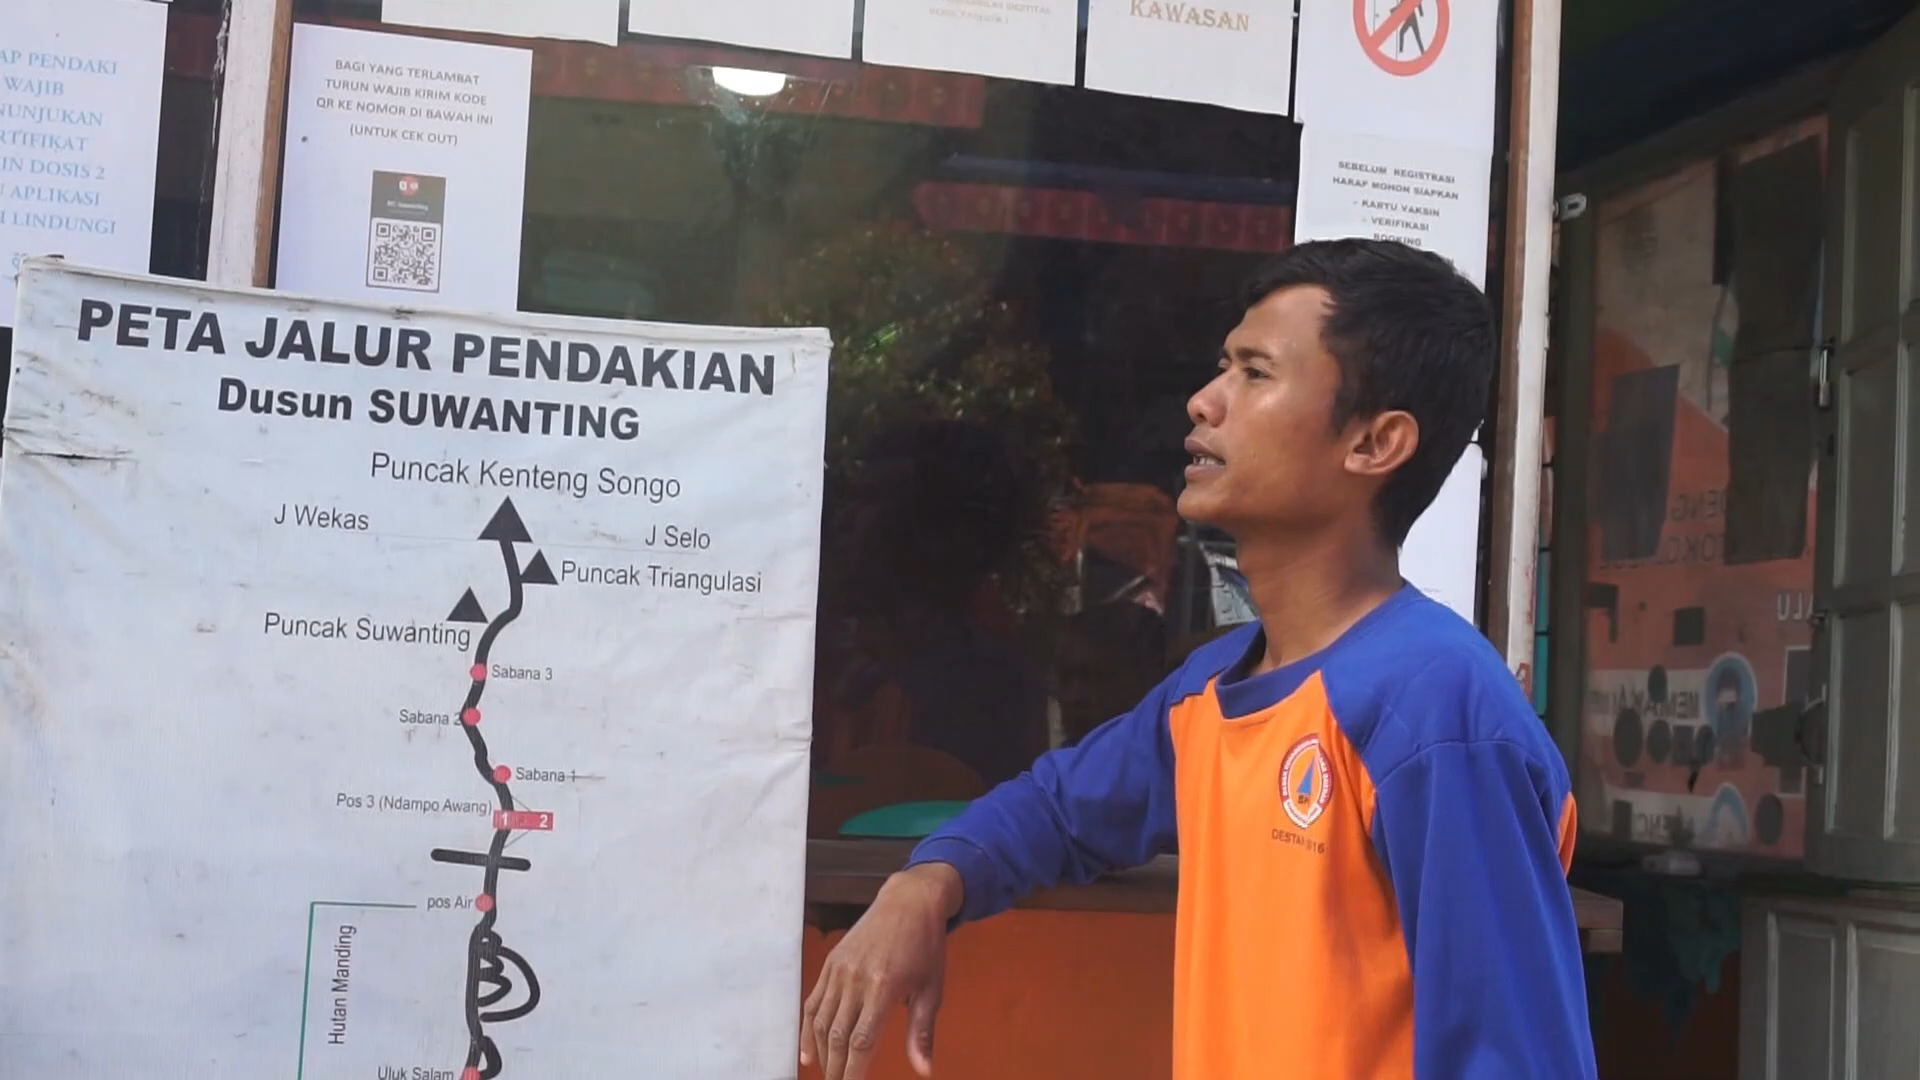 AP PENDAKI
WAJIB
NUNJUKAN
RTIFIKAT
IN DOSIS 2
APLIKASI
LINDUNGI
BAGI YANG TERLAMBAT
TURUN WAJIB KIRIM KODE
QR KE NOMOR DI BAWAH INI
(UNTUK CEK OUT)
KAWASAN
SEBELUM REGISTRASI
HARAP MOHON SIAPKAN
- KARTU VAKSIN
- VERIFIKASI
BOOKING
PETA JALUR PENDAKIAN
Dusun SUWANTING
Puncak Kenteng Songo
J Wekas
J Selo
Puncak Triangulasi
Puncak Suwanting
Sabana 3
Sabana 2
Sabana 1
Pos 3 (Ndampo Awang)
1 2
pos Air
Hutan Manding
Uluk Salam